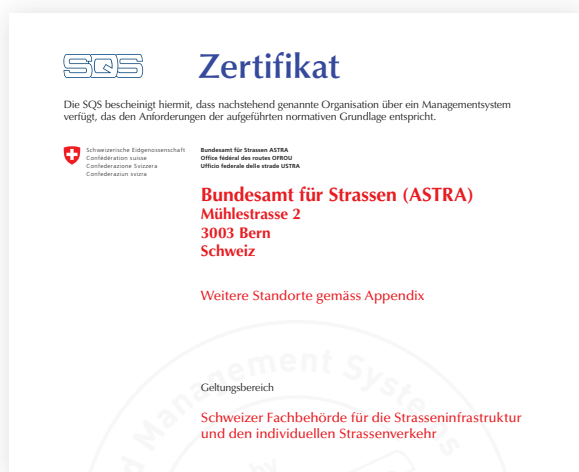 SQS
Zertifikat
Die SQS bescheinigt hiermit, dass nachstehend genannte Organisation über ein Managementsystem
verfügt, das den Anforderungen der aufgeführten normativen Grundlage entspricht.
Schweizerische Eidgenossenschaft
Confédération suisse
Confederazione Svizzera
Confederaziun svizra
Bundesamt für Strassen ASTRA
Office fédéral des routes OFROU
Ufficio federale delle strade USTRA
Bundesamt für Strassen (ASTRA)
Mühlestrasse 2
3003 Bern
Schweiz
Weitere Standorte gemäss Appendix
Management Systems
by
Geltungsbereich
Schweizer Fachbehörde für die Strasseninfrastruktur
und den individuellen Strassenverkehr